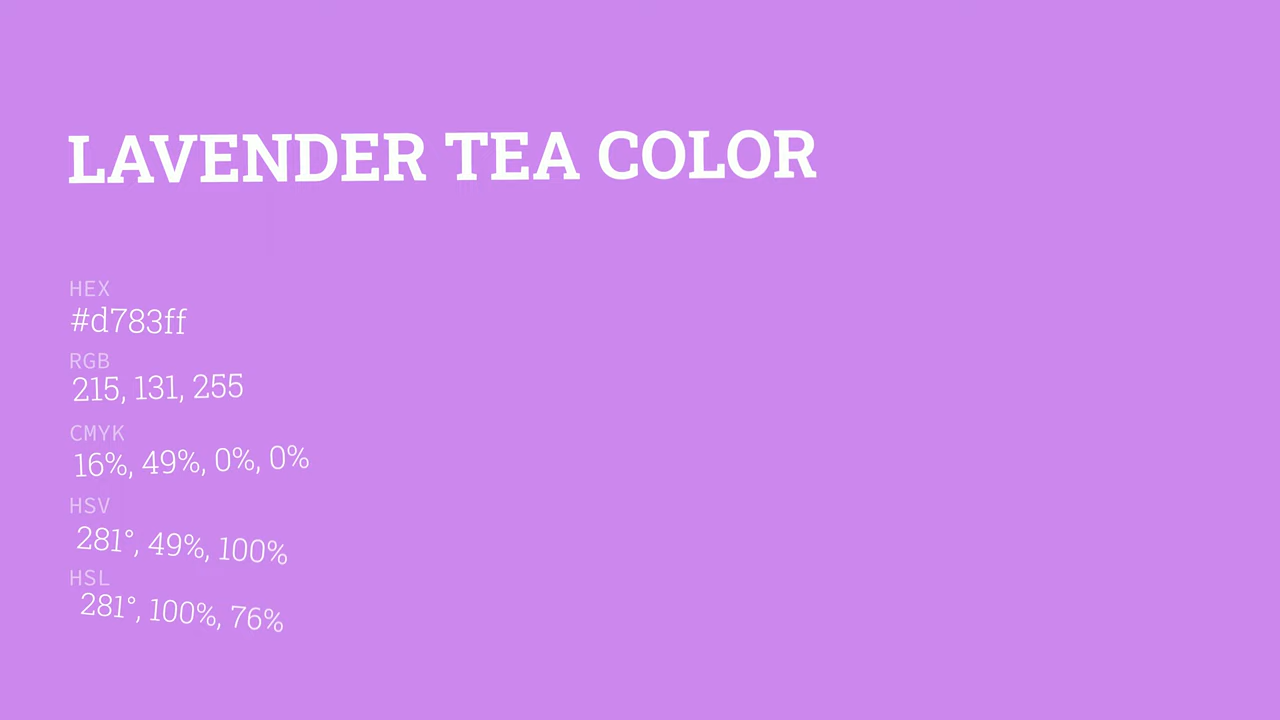 LAVENDER TEA COLOR
HEX
#d783ff
RGB
215, 131, 255
CMYK
16%, 49%, 0%, 0%
HSV
281°, 49%, 100%
HSL
281°, 100%, 76%